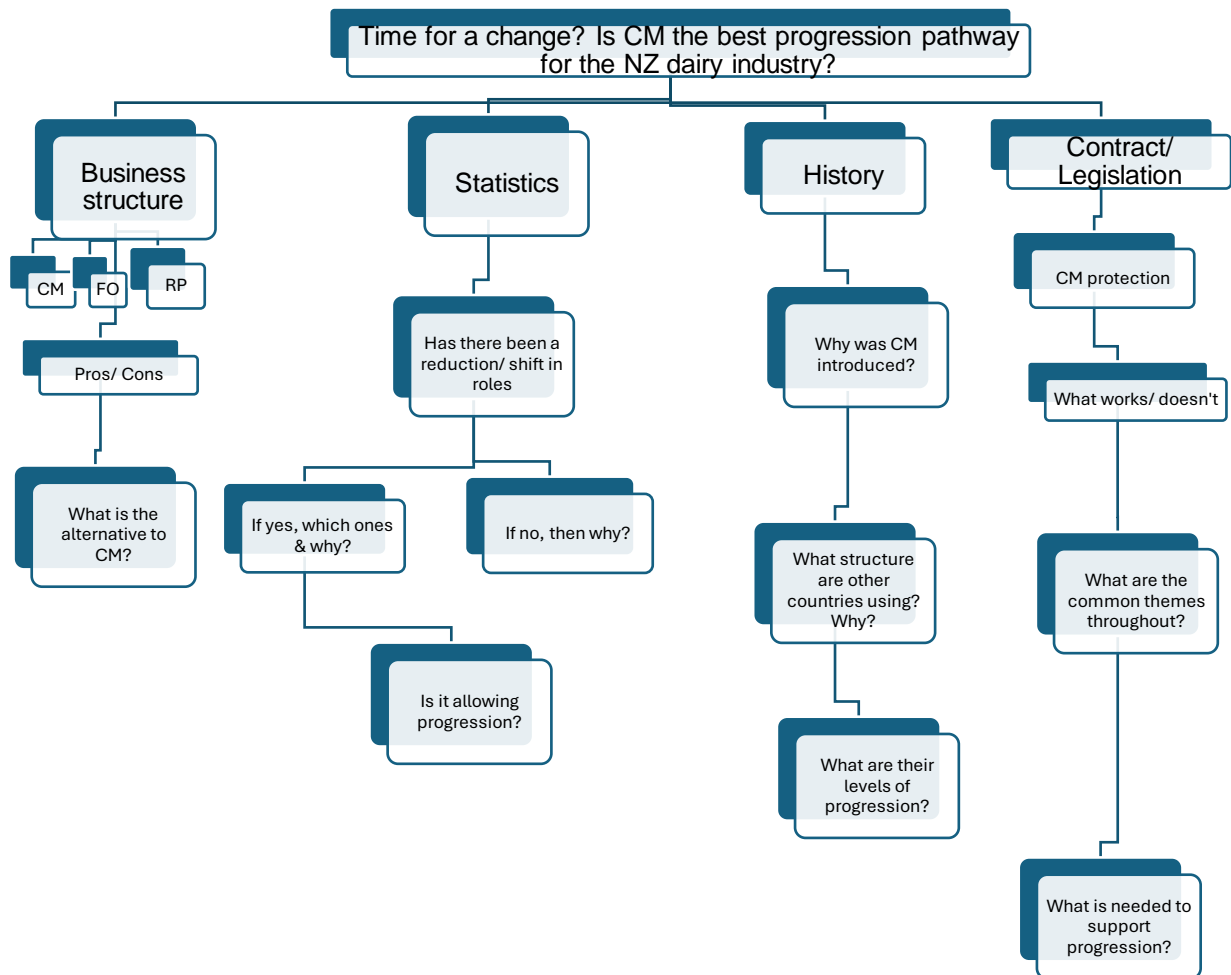 Time for a change? Is CM the best progression pathway
for the NZ dairy industry?
Business
structure
CM
FO
RP
Pros/ Cons
What is the
alternative to
CM?
Statistics
Has there been a
reduction/ shift in
roles
If yes, which ones
& why?
If no, then why?
Is it allowing
progression?
History
Why was CM
introduced?
What structure
are other
countries using?
Why?
What are their
levels of
progression?
Contract/
Legislation
CM protection
What works/ doesn't
What are the
common themes
throughout?
What is needed to
support
progression?